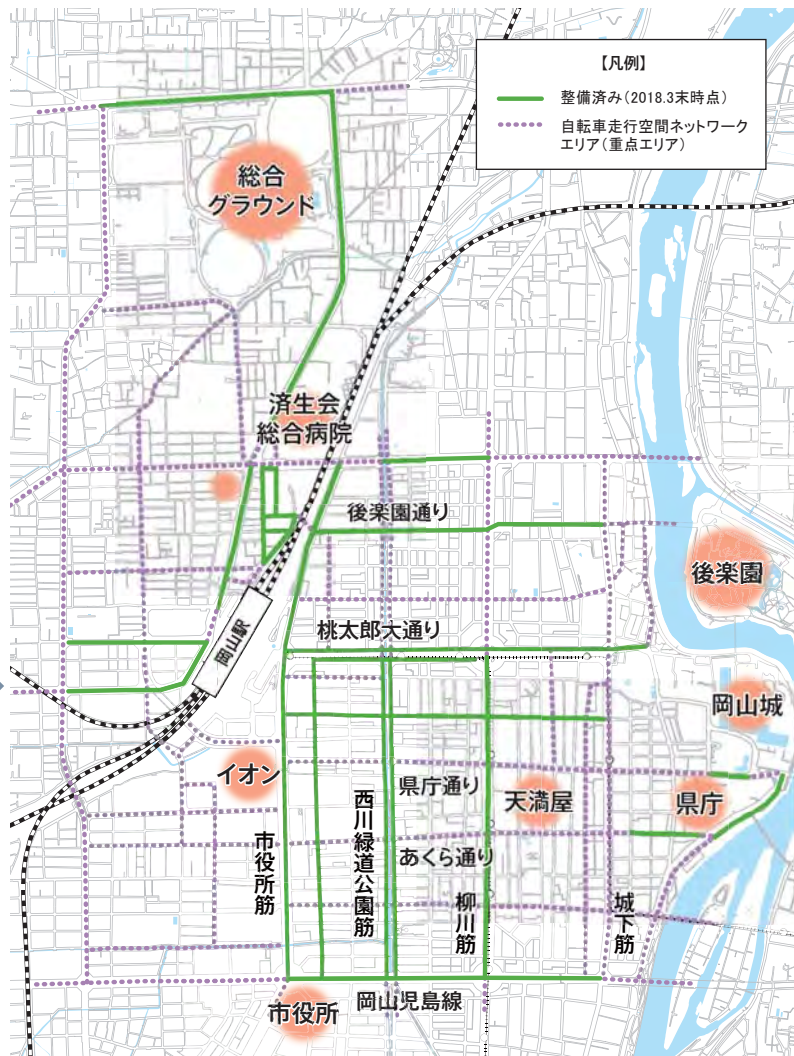 【凡例】
整備済み(2018.3末時点)
自転車走行空間ネットワーク
エリア(重点エリア)
総合
グラウンド
済生会
総合病院
後楽園通り
後楽園
岡山駅
桃太郎大通り
岡山城
イオン
県庁通り
天満屋
県庁
市役所筋
西川緑道公園筋
あくら通り
柳川筋
城下筋
市役所
岡山児島線